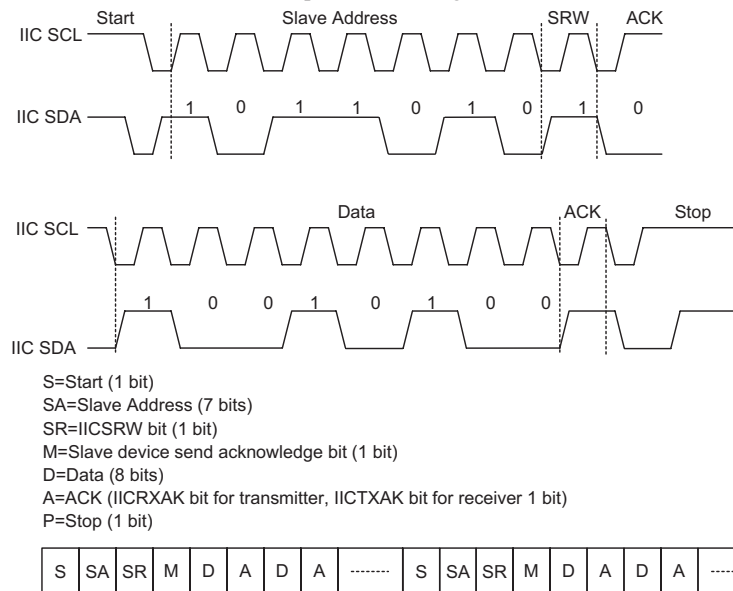 Start Slave Address SRW ACK
IIC SCL
IIC SDA 1 0 1 1 0 1 0 1 0
Data ACK Stop
IIC SCL
1 0 0 1 0 1 0 0
IIC SDA
S=Start (1 bit)
SA=Slave Address (7 bits)
SR=IICSRW bit (1 bit)
M=Slave device send acknowledge bit (1 bit)
D=Data (8 bits)
A=ACK (IICRXAK bit for transmitter, IICTXAK bit for receiver 1 bit)
P=Stop (1 bit)
S SA SR M D A D A -------- S SA SR M D A D A -----